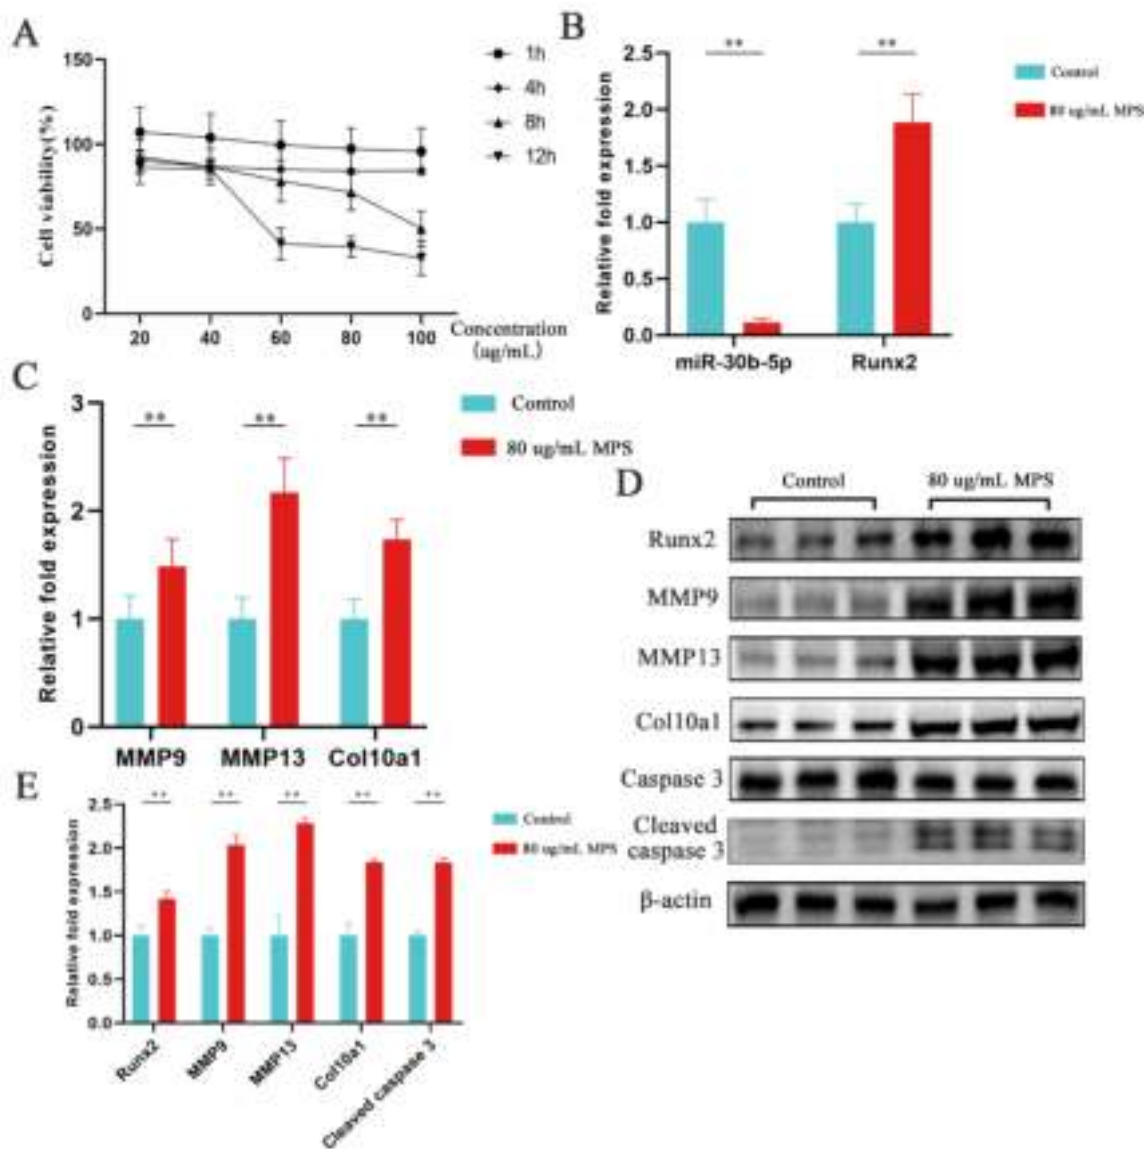 A
Cell viability(%)
150
100
50
0
20 40 60 80 100
Concentration
(ug/mL)
1h
4h
8h
12h
B
Relative fold expression
2.5
2.0
1.5
1.0
0.5
0.0
** **
miR-30b-5p Runx2
Control
80 ug/mL MPS
C
Relative fold expression
3
2
1
0
** ** **
MMP9 MMP13 Col10a1
Control
80 ug/mL MPS
D
Control 80 ug/mL MPS
Runx2
MMP9
MMP13
Col10a1
Caspase 3
Cleaved
caspase 3
β-actin
E
Ralative fold expression
2.5
2.0
1.5
1.0
0.5
0.0
** ** ** ** **
Runx2
MMP9
MMP13
Col10a1
Cleaved caspase 3
Control
80 ug/mL MPS